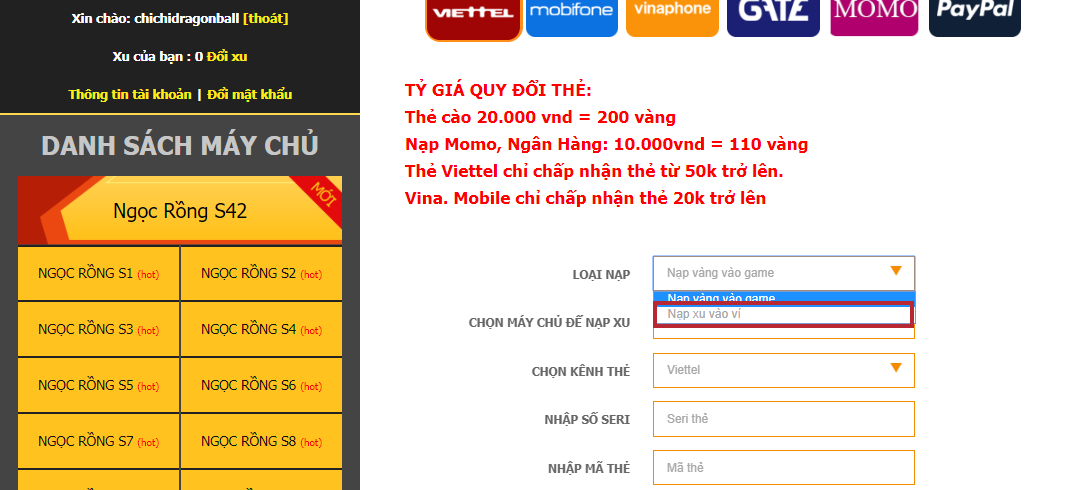 Xin chào: chichidragonball [thoát]
Xu của bạn : 0 Đổi xu
Thông tin tài khoản | Đổi mật khẩu
DANH SÁCH MÁY CHỦ
MỚI
Ngọc Rồng S42
NGỌC RỒNG S1 (hot) NGỌC RỒNG S2 (hot)
NGỌC RỒNG S3 (hot) NGỌC RỒNG S4 (hot)
NGỌC RỒNG S5 (hot) NGỌC RỒNG S6 (hot)
NGỌC RỒNG S7 (hot) NGỌC RỒNG S8 (hot)
VIETTEL mobifone vinaphone GATE MOMO PayPal
TỶ GIÁ QUY ĐỔI THẺ:
Thẻ cào 20.000 vnd = 200 vàng
Nạp Momo, Ngân Hàng: 10.000vnd = 110 vàng
Thẻ Viettel chỉ chấp nhận thẻ từ 50k trở lên.
Vina. Mobile chỉ chấp nhận thẻ 20k trở lên
LOẠI NẠP Nạp vàng vào game
Nạp vàng vào game
CHỌN MÁY CHỦ ĐỂ NẠP XU Nạp xu vào ví
CHỌN KÊNH THẺ Viettel
NHẬP SỐ SERI Seri thẻ
NHẬP MÃ THẺ Mã thẻ